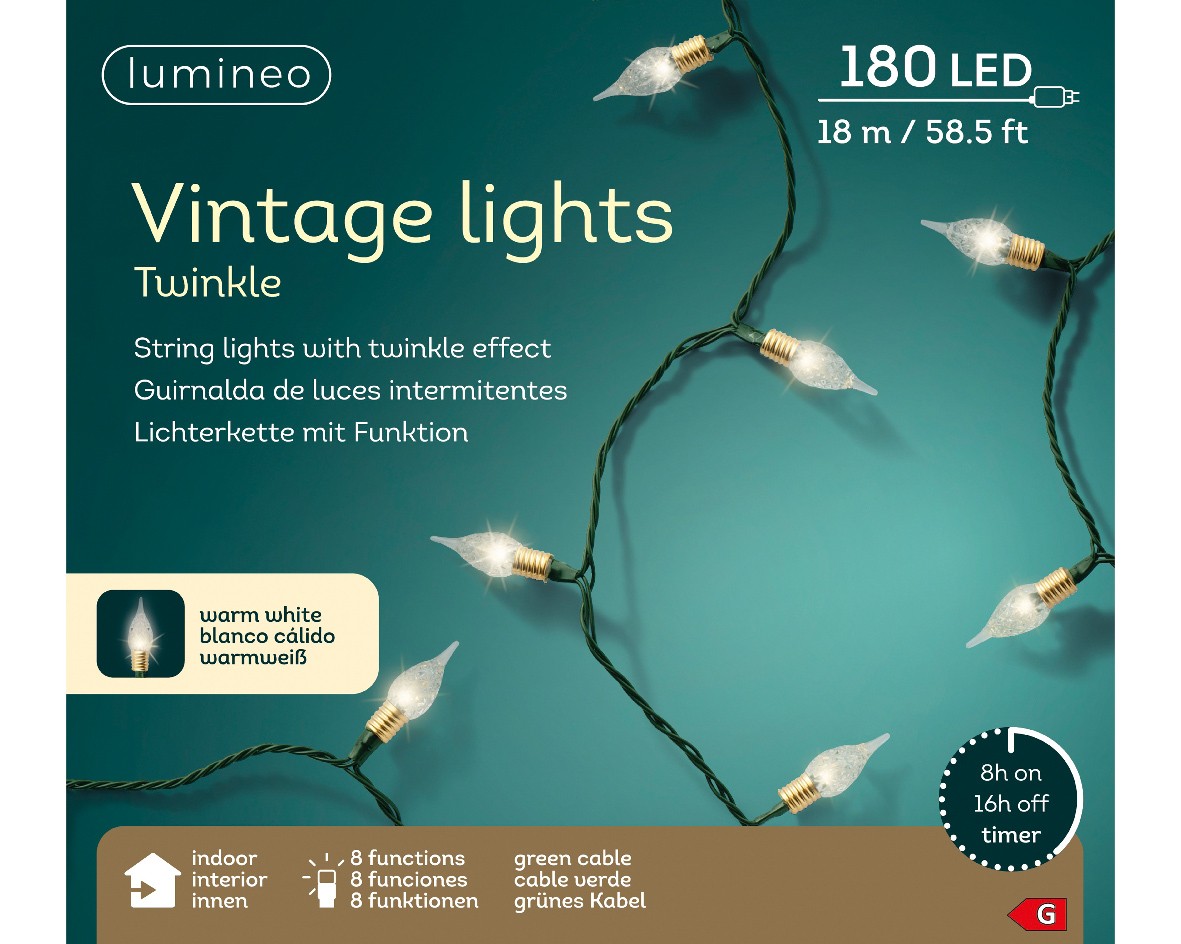 lumineo
180 LED
18 m / 58.5 ft
Vintage lights
Twinkle
String lights with twinkle effect
Guirnalda de luces intermitentes
Lichterkette mit Funktion
warm white
blanco cálido
warmweiß
8h on
16h off
timer
indoor
interior
innen
8 functions
8 funciones
8 funktionen
green cable
cable verde
grünes Kabel
G